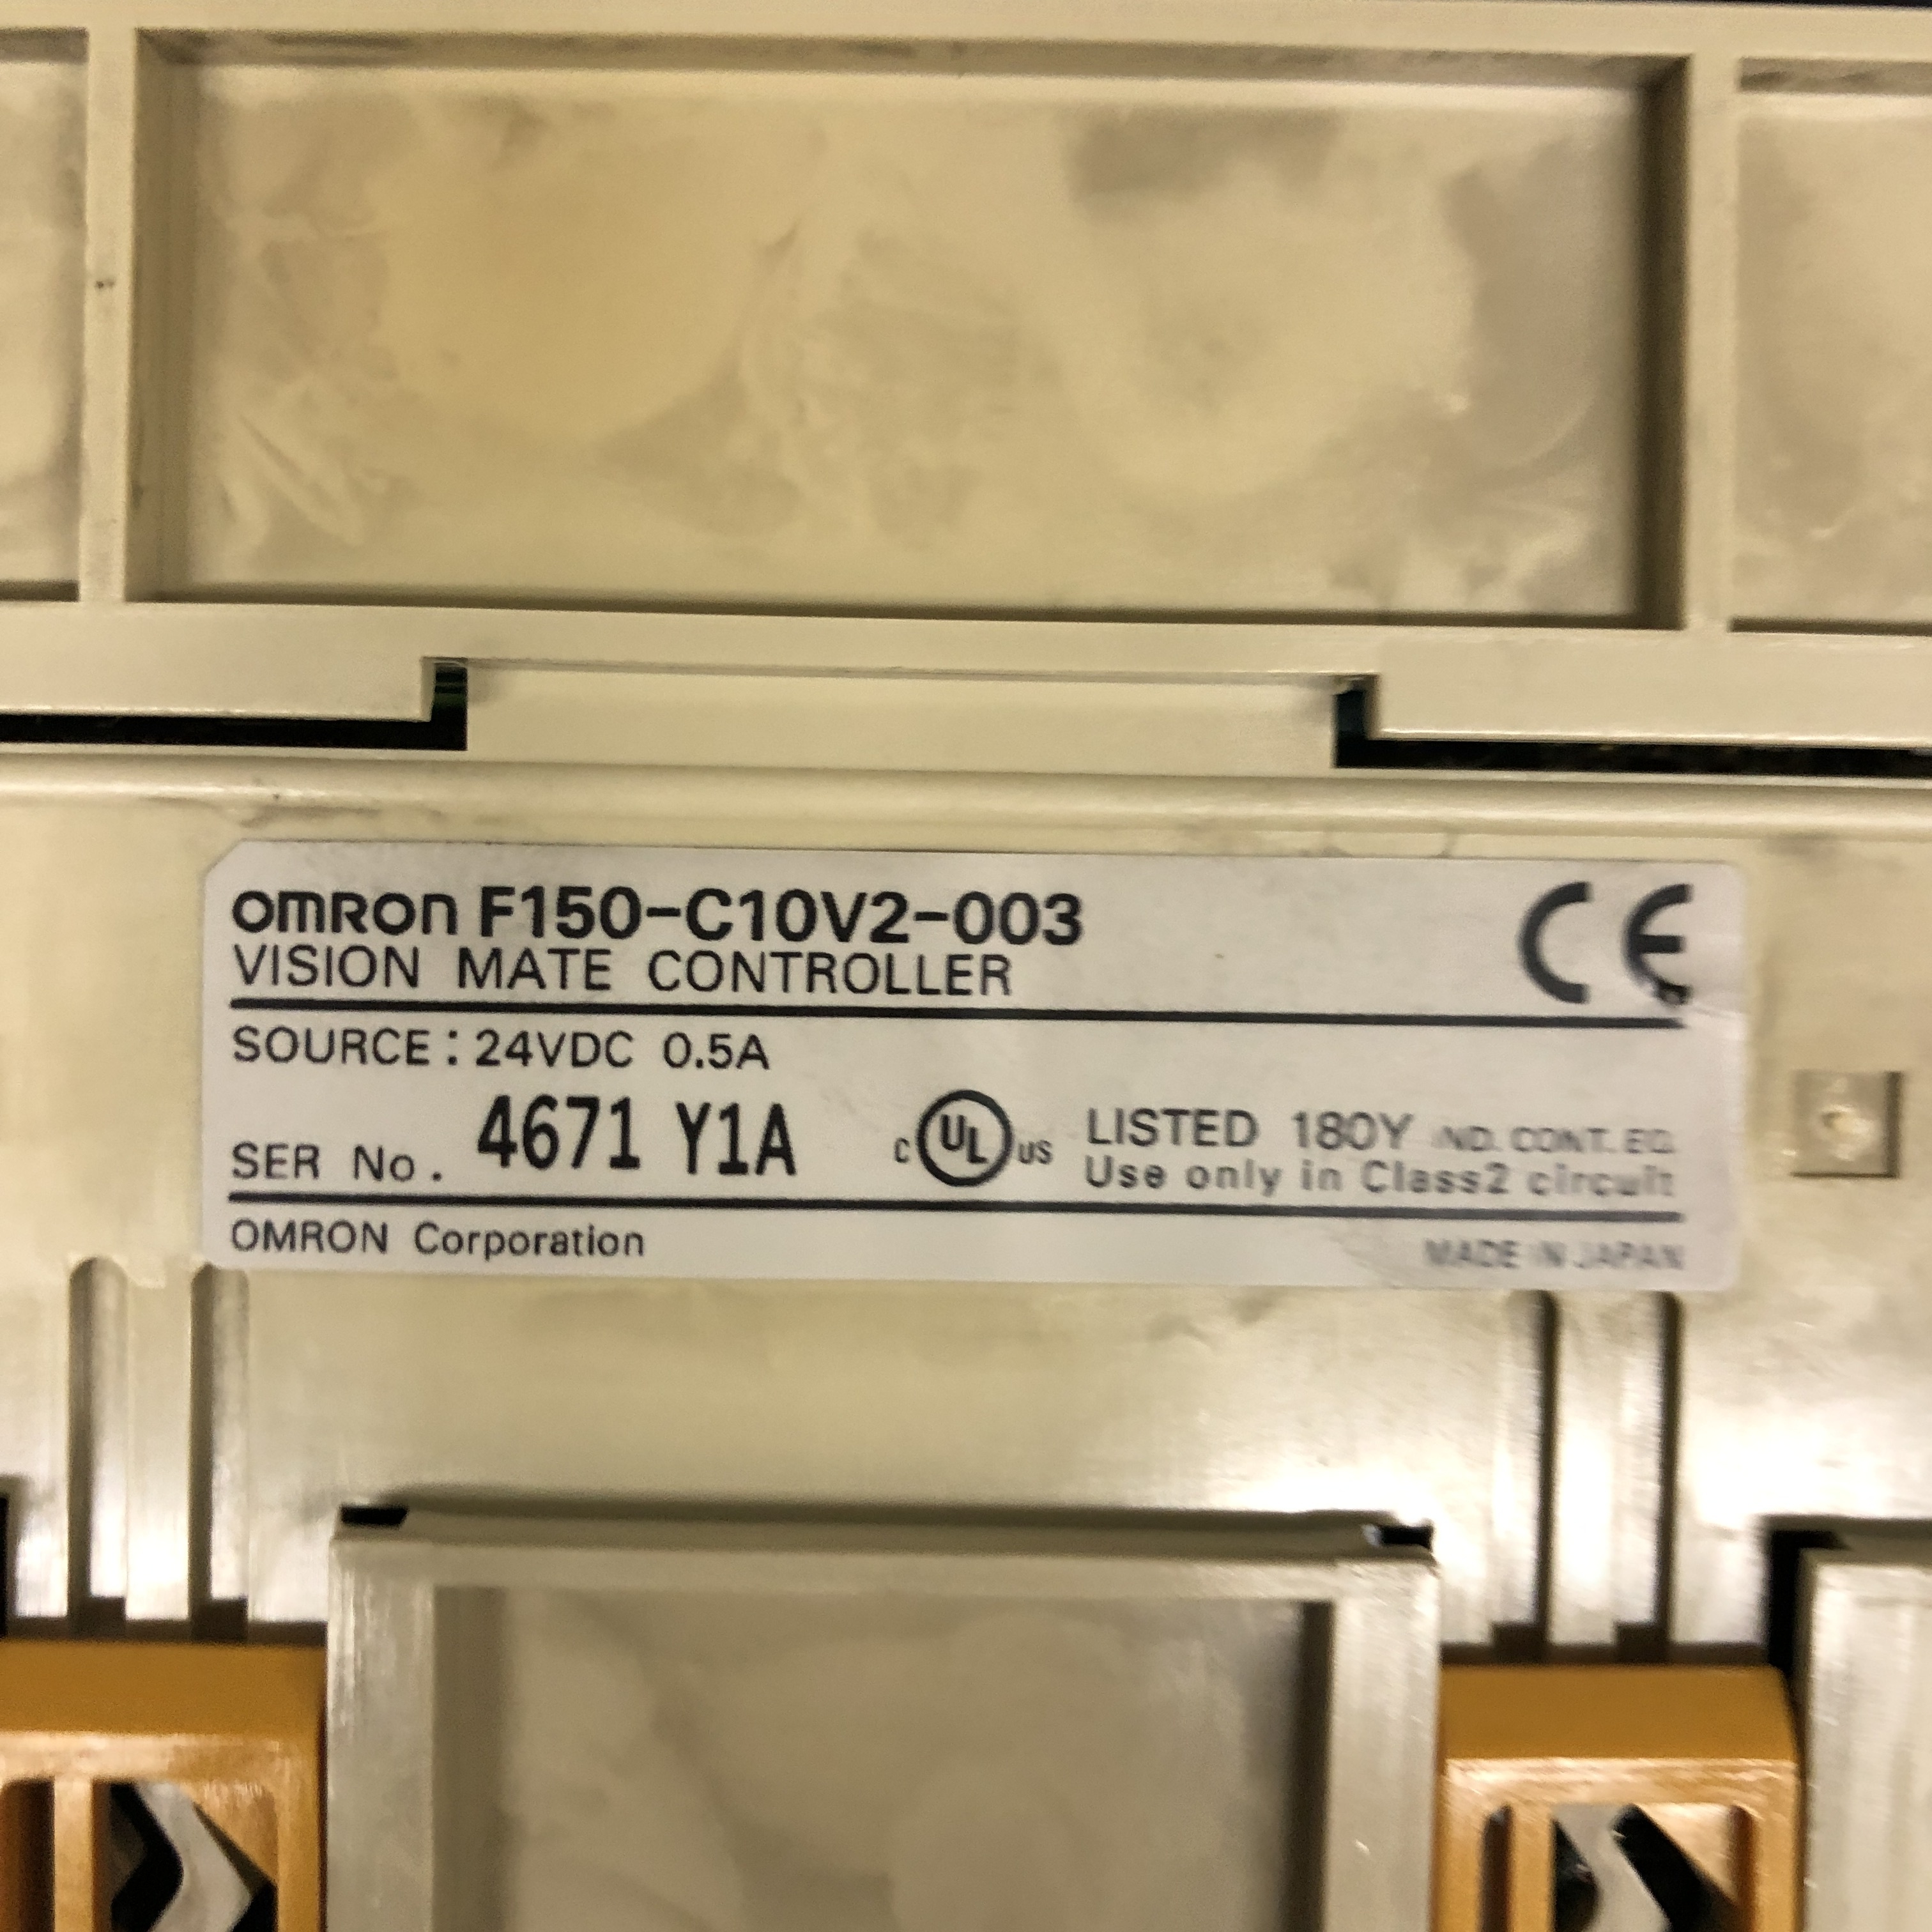 omron F150-C10V2-003
CE
VISION MATE CONTROLLER
SOURCE: 24VDC 0.5A
SER No. 4671 Y1A
C UL US LISTED 180Y IND. CONT. EQ.
Use only in Class2 circuit
OMRON Corporation
MADE IN JAPAN